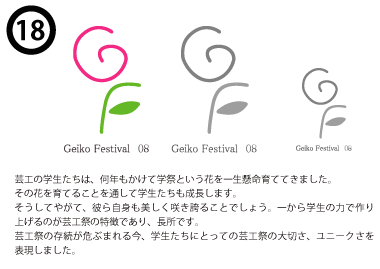 18
Geiko Festival 08
Geiko Festival 08
Geiko Festival 08
芸工の学生たちは、何年もかけて学祭という花を一生懸命育ててきました。
その花を育てることを通して学生たちも成長します。
そうしてやがて、彼ら自身も美しく咲き誇ることでしょう。一から学生の力で作り
上げるのが芸工祭の特徴であり、長所です。
芸工祭の存続が危ぶまれる今、学生たちにとっての芸工祭の大切さ、ユニークさを
表現しました。